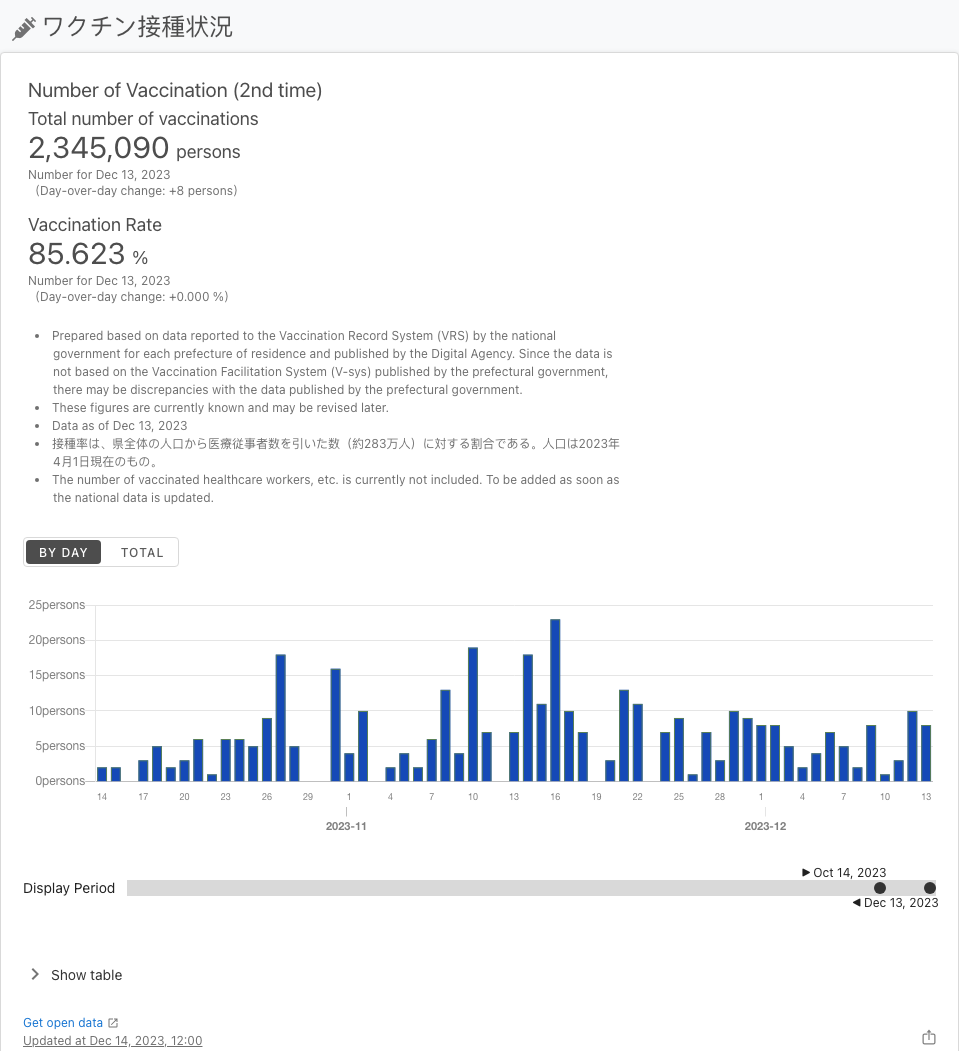 ワクチン接種状況
Number of Vaccination (2nd time)
Total number of vaccinations
2,345,090 persons
Number for Dec 13, 2023
（Day-over-day change: +8 persons）
Vaccination Rate
85.623 %
Number for Dec 13, 2023
（Day-over-day change: +0.000 %）
• Prepared based on data reported to the Vaccination Record System (VRS) by the national
government for each prefecture of residence and published by the Digital Agency. Since the data is
not based on the Vaccination Facilitation System (V-sys) published by the prefectural government,
there may be discrepancies with the data published by the prefectural government.
• These figures are currently known and may be revised later.
• Data as of Dec 13, 2023
• 接種率は、県全体の人口から医療従事者数を引いた数（約283万人）に対する割合である。人口は2023年
4月1日現在のもの。
• The number of vaccinated healthcare workers, etc. is currently not included. To be added as soon as
the national data is updated.
BY DAY TOTAL
25persons
20persons
15persons
10persons
5persons
0persons
14 17 20 23 26 29 1 4 7 10 13 16 19 22 25 28 1 4 7 10 13
2023-11 2023-12
Oct 14, 2023
Display Period
Dec 13, 2023
Show table
Get open data
Updated at Dec 14, 2023, 12:00